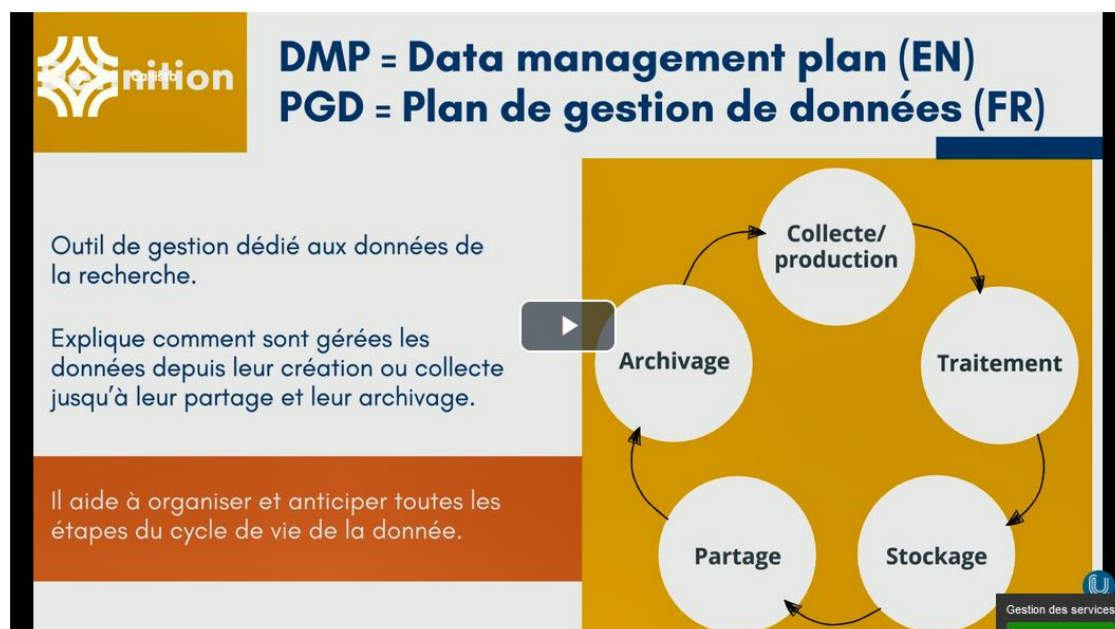 Definition
Callisto
DMP = Data management plan (EN)
PGD = Plan de gestion de données (FR)
Outil de gestion dédié aux données de
la recherche.
Explique comment sont gérées les
données depuis leur création ou collecte
jusqu'à leur partage et leur archivage.
Il aide à organiser et anticiper toutes les
étapes du cycle de vie de la donnée.
Collecte/
production
Traitement
Stockage
Partage
Archivage
Gestion des services